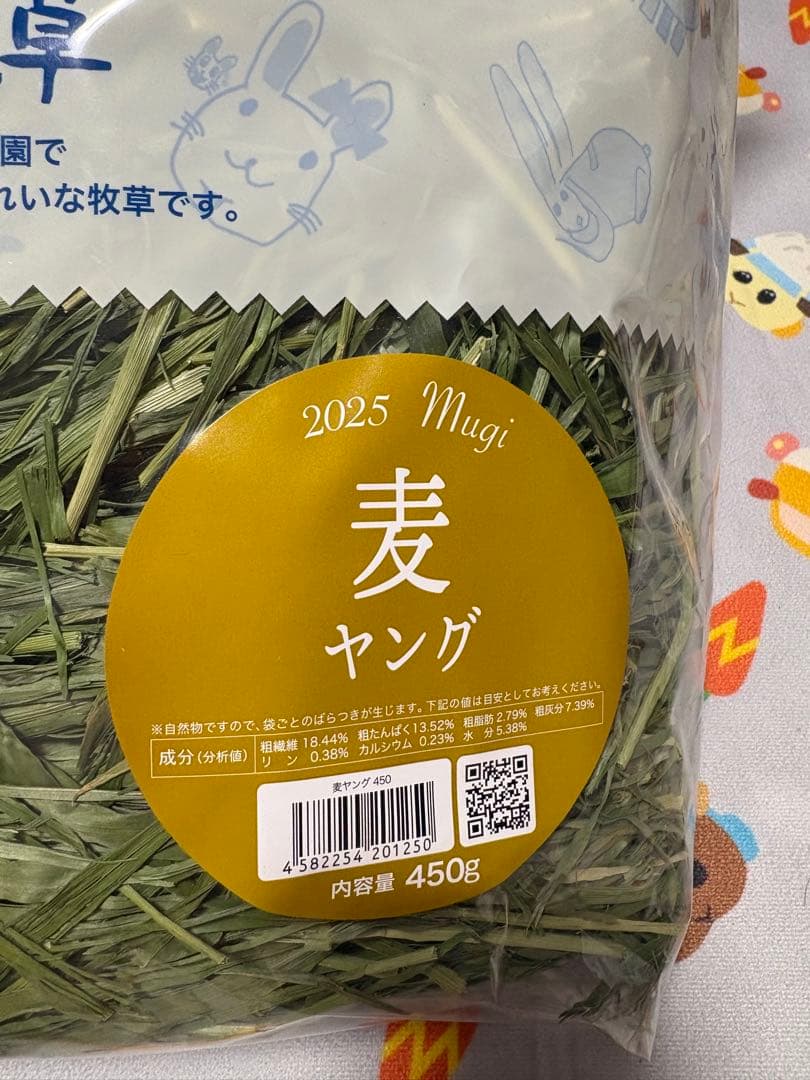 草
園で
れいな牧草です。
2025 Mugi
麦
ヤング
※自然物ですので、袋ごとのばらつきが生じます。下記の値は目安としてお考えください。
成分(分析値) 粗繊維 18.44% 粗たんぱく 13.52% 粗脂肪 2.79% 粗灰分 7.39%
リン 0.38% カルシウム 0.23% 水分 5.38%
麦ヤング 450
4 582254 201250
内容量 450g